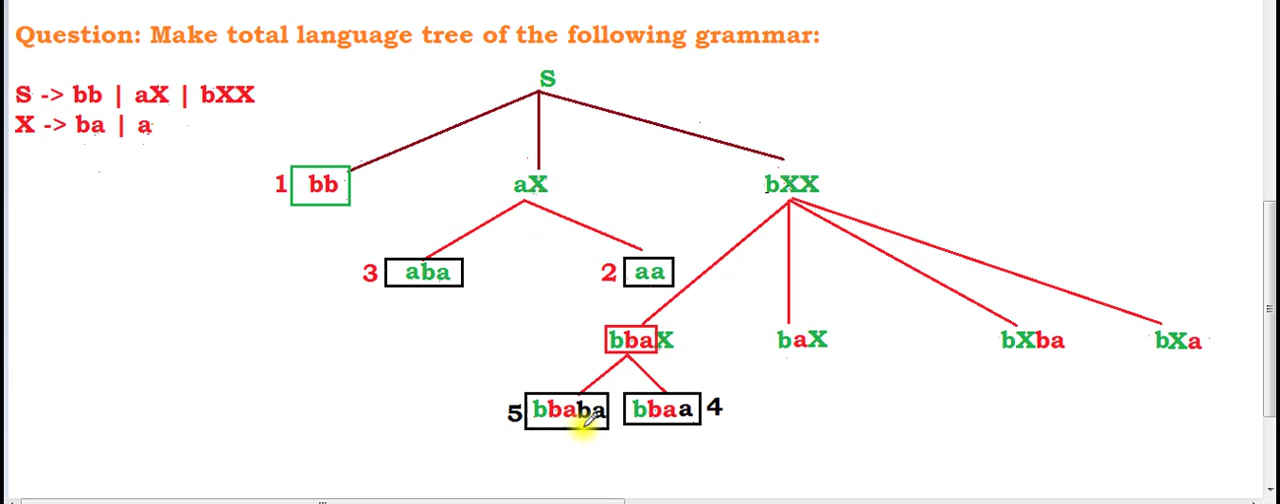 Question: Make total language tree of the following grammar:
S
S -> bb | aX | bXX
X -> ba | a
1 bb aX bXX
3 aba 2 aa
bbaX baX bXba bXa
5 bbaba bbaa 4